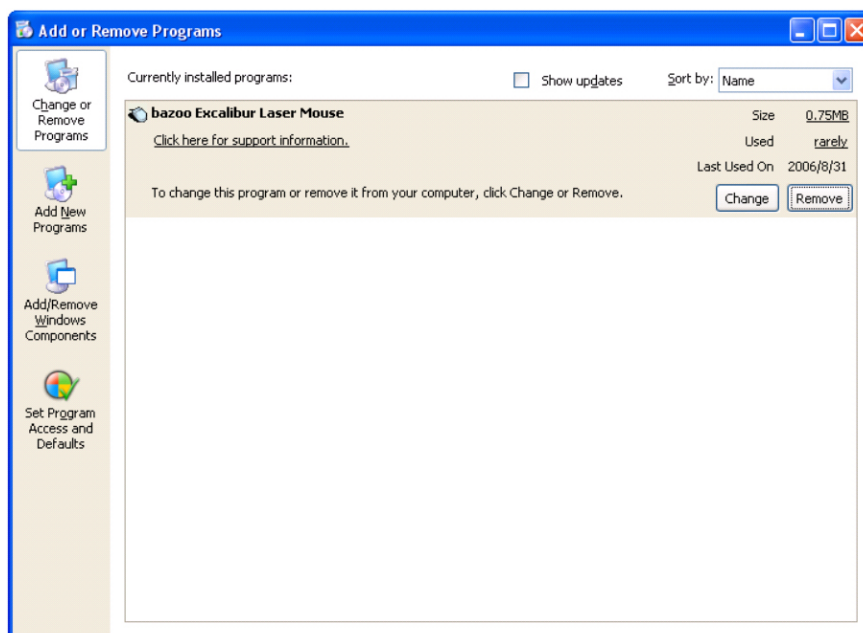 Add or Remove Programs
Change or
Remove
Programs
Add New
Programs
Add/Remove
Windows
Components
Set Program
Access and
Defaults
Currently installed programs:
Show updates
Sort by: Name
bazoo Excalibur Laser Mouse
Size 0.75MB
Click here for support information.
Used rarely
Last Used On 2006/8/31
To change this program or remove it from your computer, click Change or Remove.
Change Remove